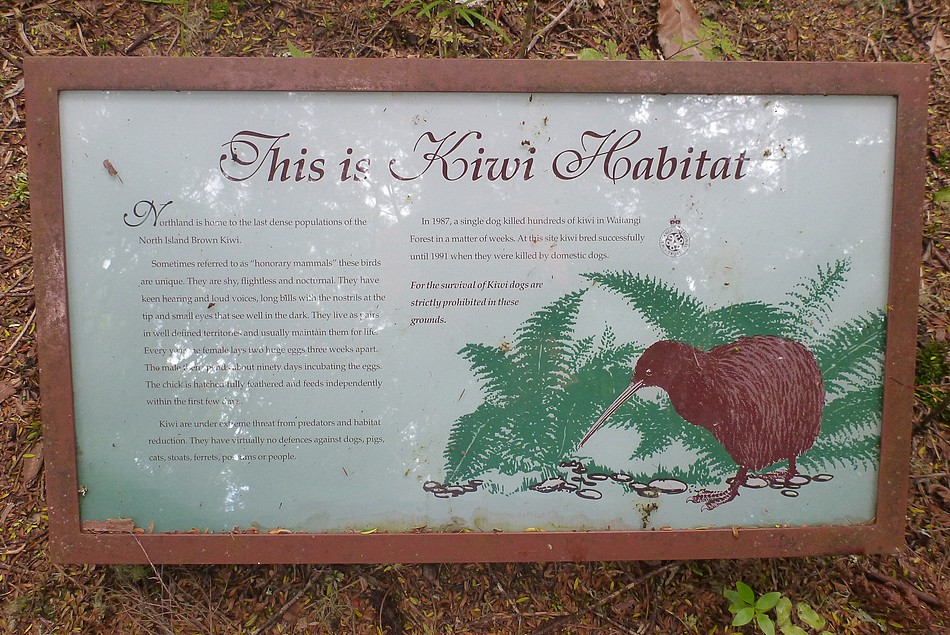 This is Kiwi Habitat
Northland is home to the last dense populations of the
North Island Brown Kiwi.
Sometimes referred to as "honorary mammals" these birds
are unique. They are shy, flightless and nocturnal. They have
keen hearing and loud voices, long bills with the nostrils at the
tip and small eyes that see well in the dark. They live as pairs
in well defined territories and usually maintain them for life.
Every year the female lays two huge eggs three weeks apart.
The male then spends about ninety days incubating the eggs.
The chick is hatched fully feathered and feeds independently
within the first few days.
Kiwi are under extreme threat from predators and habitat
reduction. They have virtually no defences against dogs, pigs,
cats, stoats, ferrets, possums or people.
In 1987, a single dog killed hundreds of kiwi in Waitangi
Forest in a matter of weeks. At this site kiwi bred successfully
until 1991 when they were killed by domestic dogs.
For the survival of Kiwi dogs are
strictly prohibited in these
grounds.